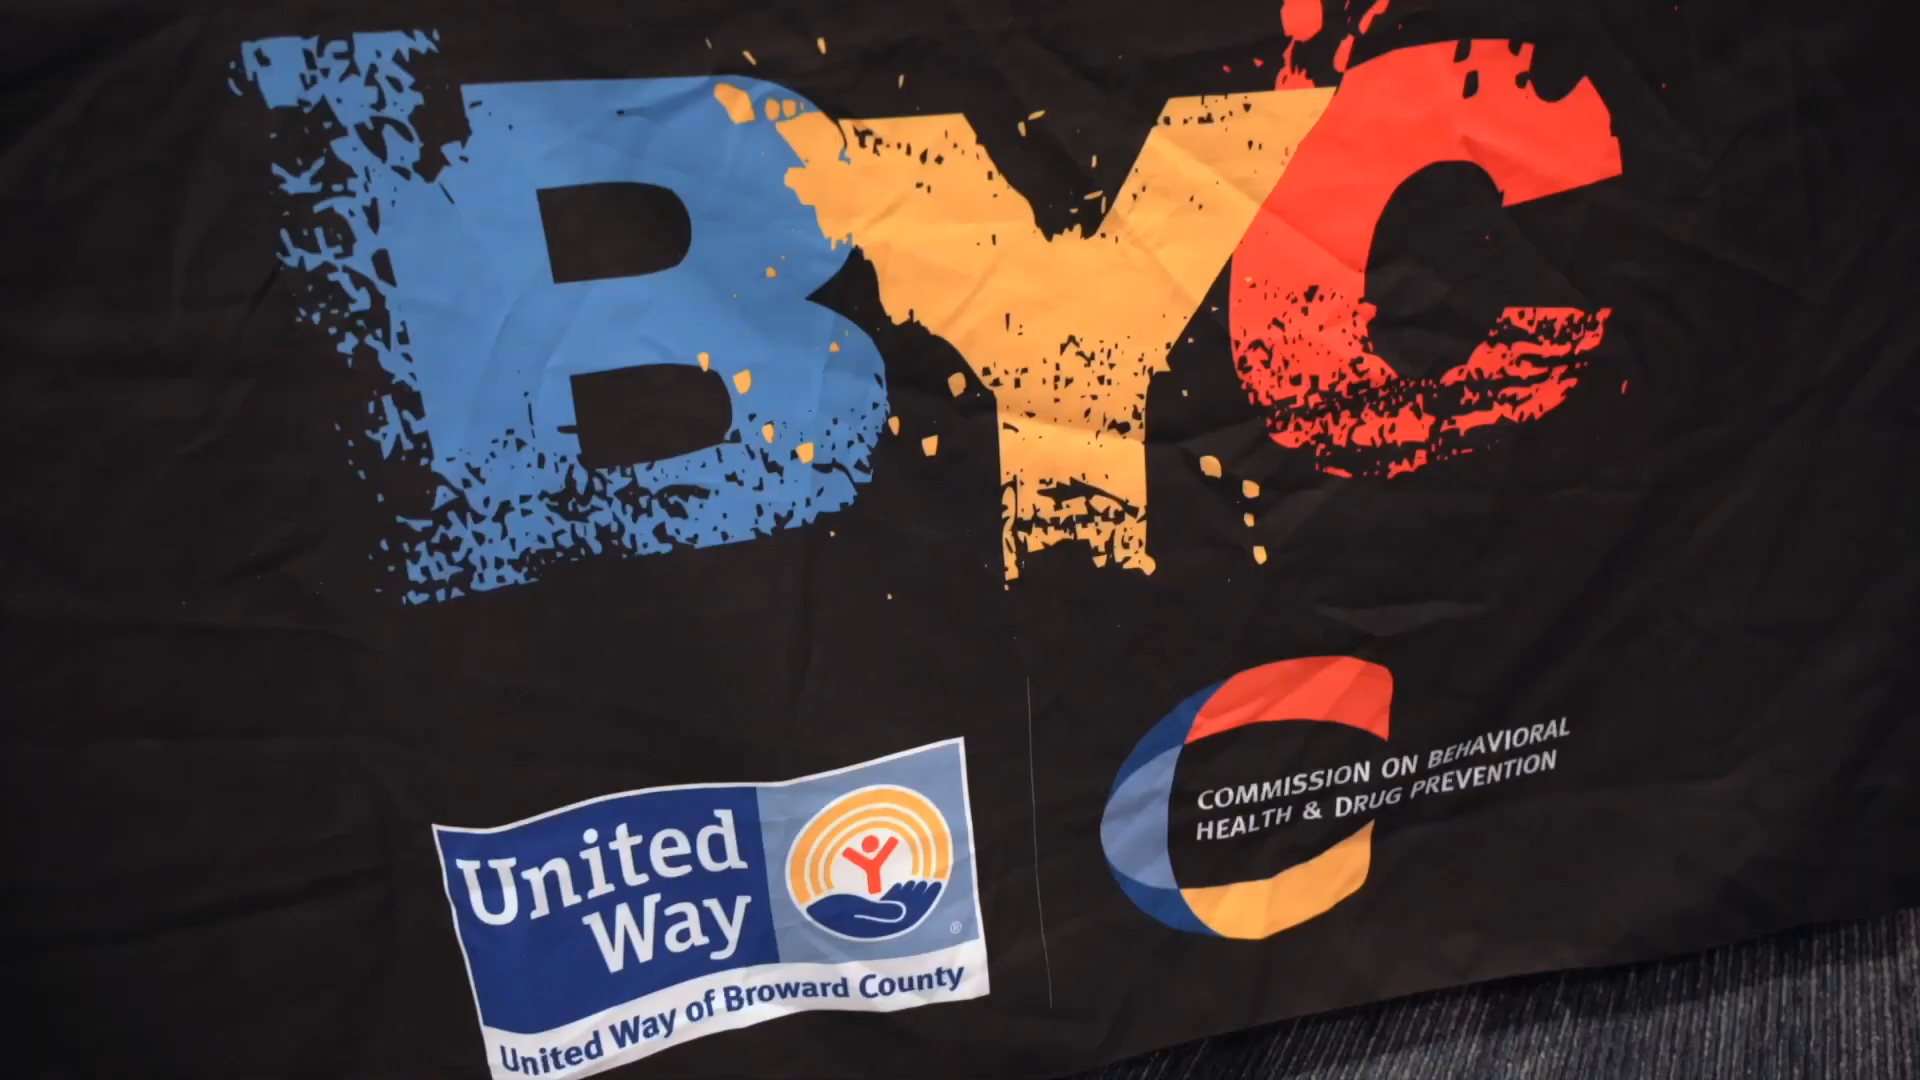 BYC
United
Way
®
United Way of Broward County
COMMISSION ON BEHAVIORAL
HEALTH & DRUG PREVENTION